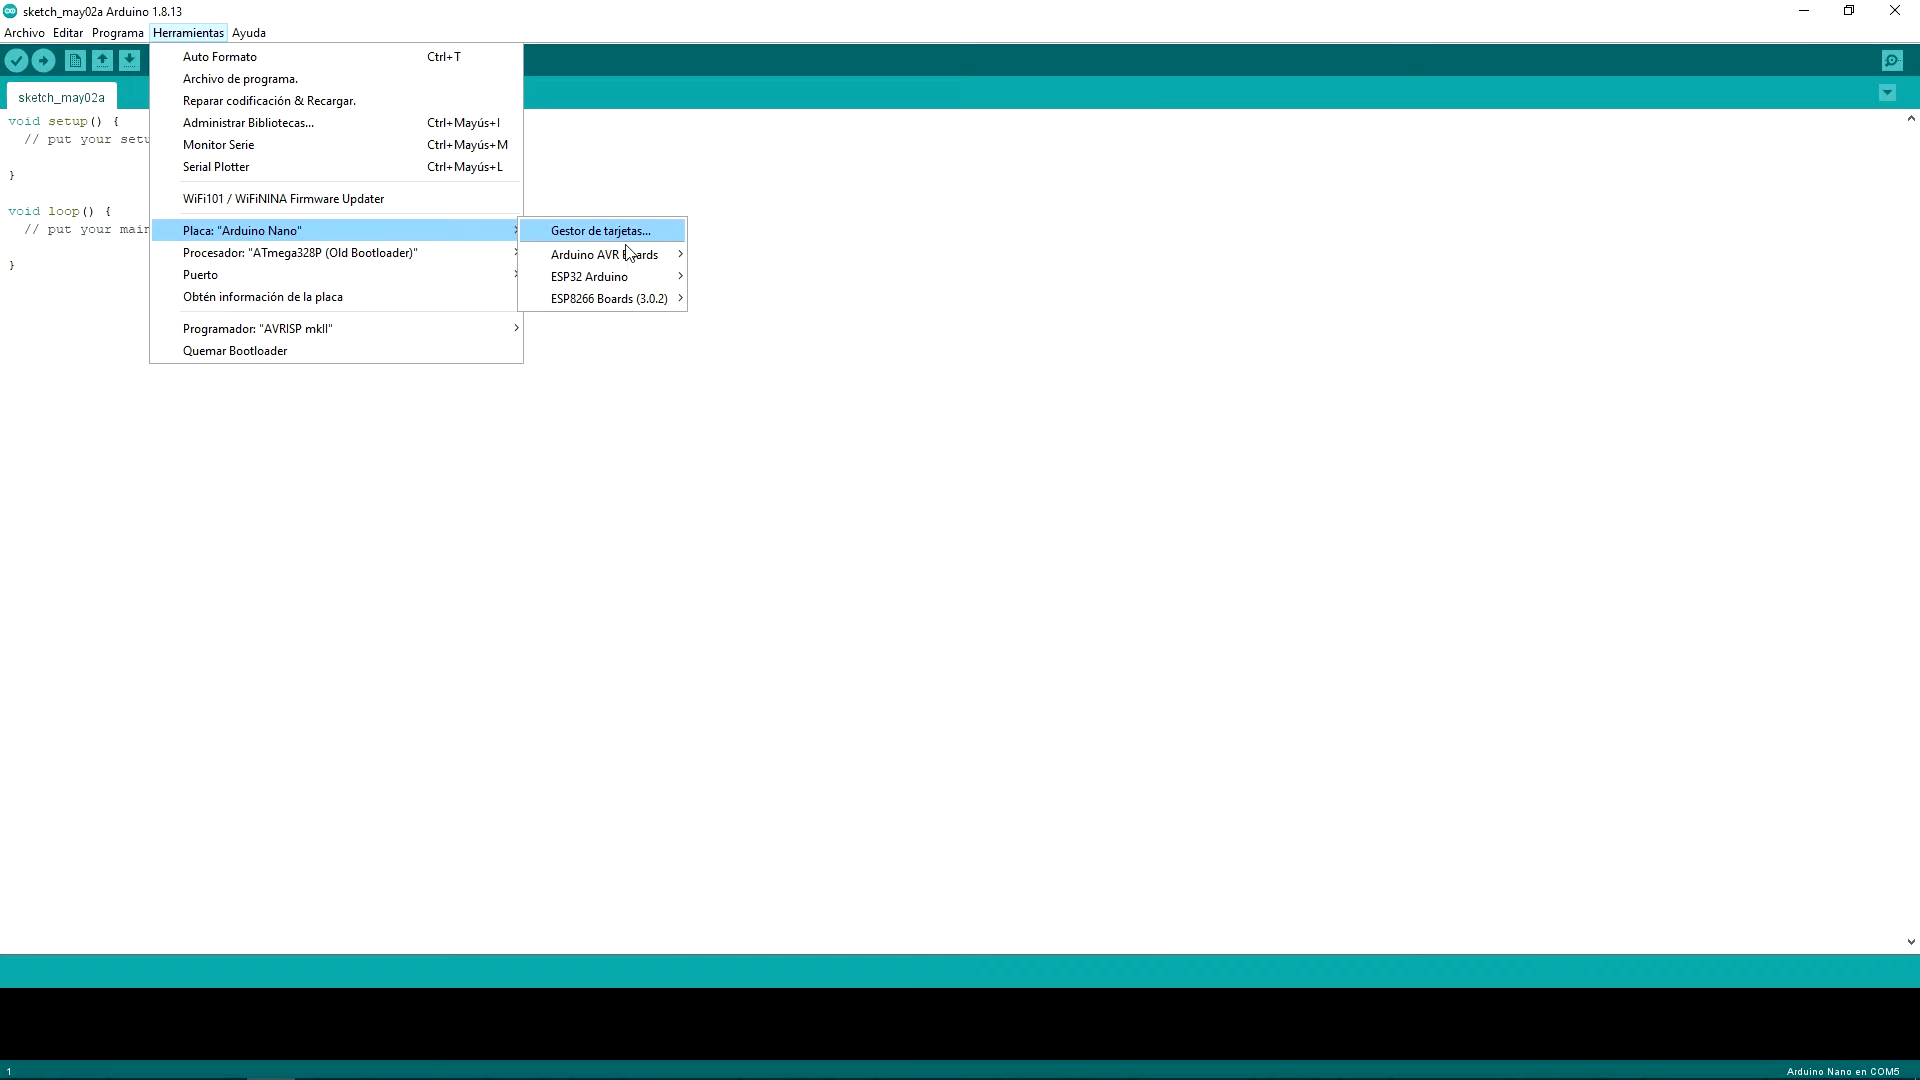 sketch_may02a Arduino 1.8.13
Archivo Editar Programa Herramientas Ayuda
sketch_may02a
void setup() {
// put your setu
}
void loop() {
// put your main
}
Auto Formato Ctrl+T
Archivo de programa.
Reparar codificación & Recargar.
Administrar Bibliotecas... Ctrl+Mayús+I
Monitor Serie Ctrl+Mayús+M
Serial Plotter Ctrl+Mayús+L
WiFi101 / WiFiNINA Firmware Updater
Placa: "Arduino Nano"
Procesador: "ATmega328P (Old Bootloader)"
Puerto
Obtén información de la placa
Programador: "AVRISP mkII"
Quemar Bootloader
Gestor de tarjetas...
Arduino AVR Boards
ESP32 Arduino
ESP8266 Boards (3.0.2)
1
Arduino Nano en COM5